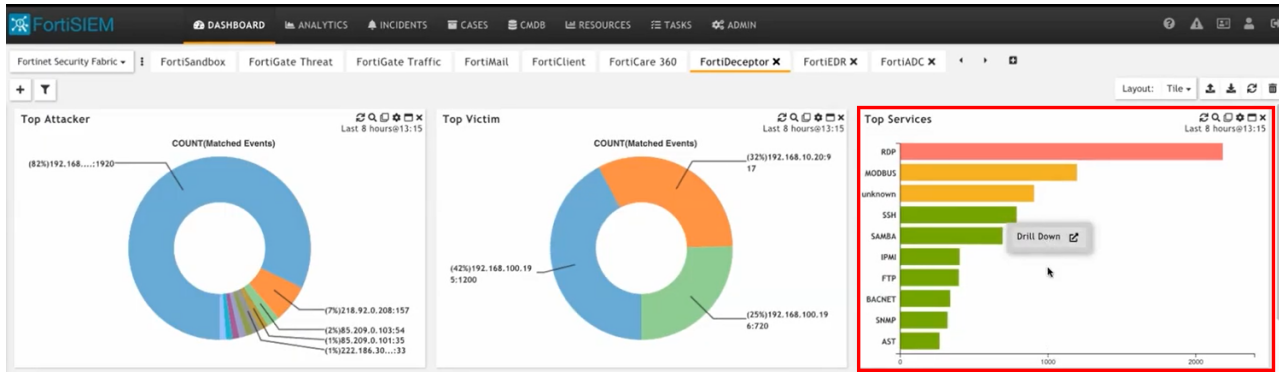 FortiSIEM DASHBOARD ANALYTICS INCIDENTS CASES CMDB RESOURCES TASKS ADMIN
Fortinet Security Fabric FortiSandbox FortiGate Threat FortiGate Traffic FortiMail FortiClient FortiCare 360 FortiDeceptor FortiEDR FortiADC
Layout: Tile
Top Attacker
Last 8 hours@13:15
COUNT(Matched Events)
(82%)192.168....:1920
(7%)218.92.0.208:157
(2%)85.209.0.103:54
(1%)85.209.0.101:35
(1%)222.186.30...:33
Top Victim
Last 8 hours@13:15
COUNT(Matched Events)
(32%)192.168.10.20:9
17
(42%)192.168.100.19
5:1200
(25%)192.168.100.19
6:720
Top Services
Last 8 hours@13:15
RDP
MODBUS
unknown
SSH
SAMBA
Drill Down
IPMI
FTP
BACNET
SNMP
AST
0 1000 2000